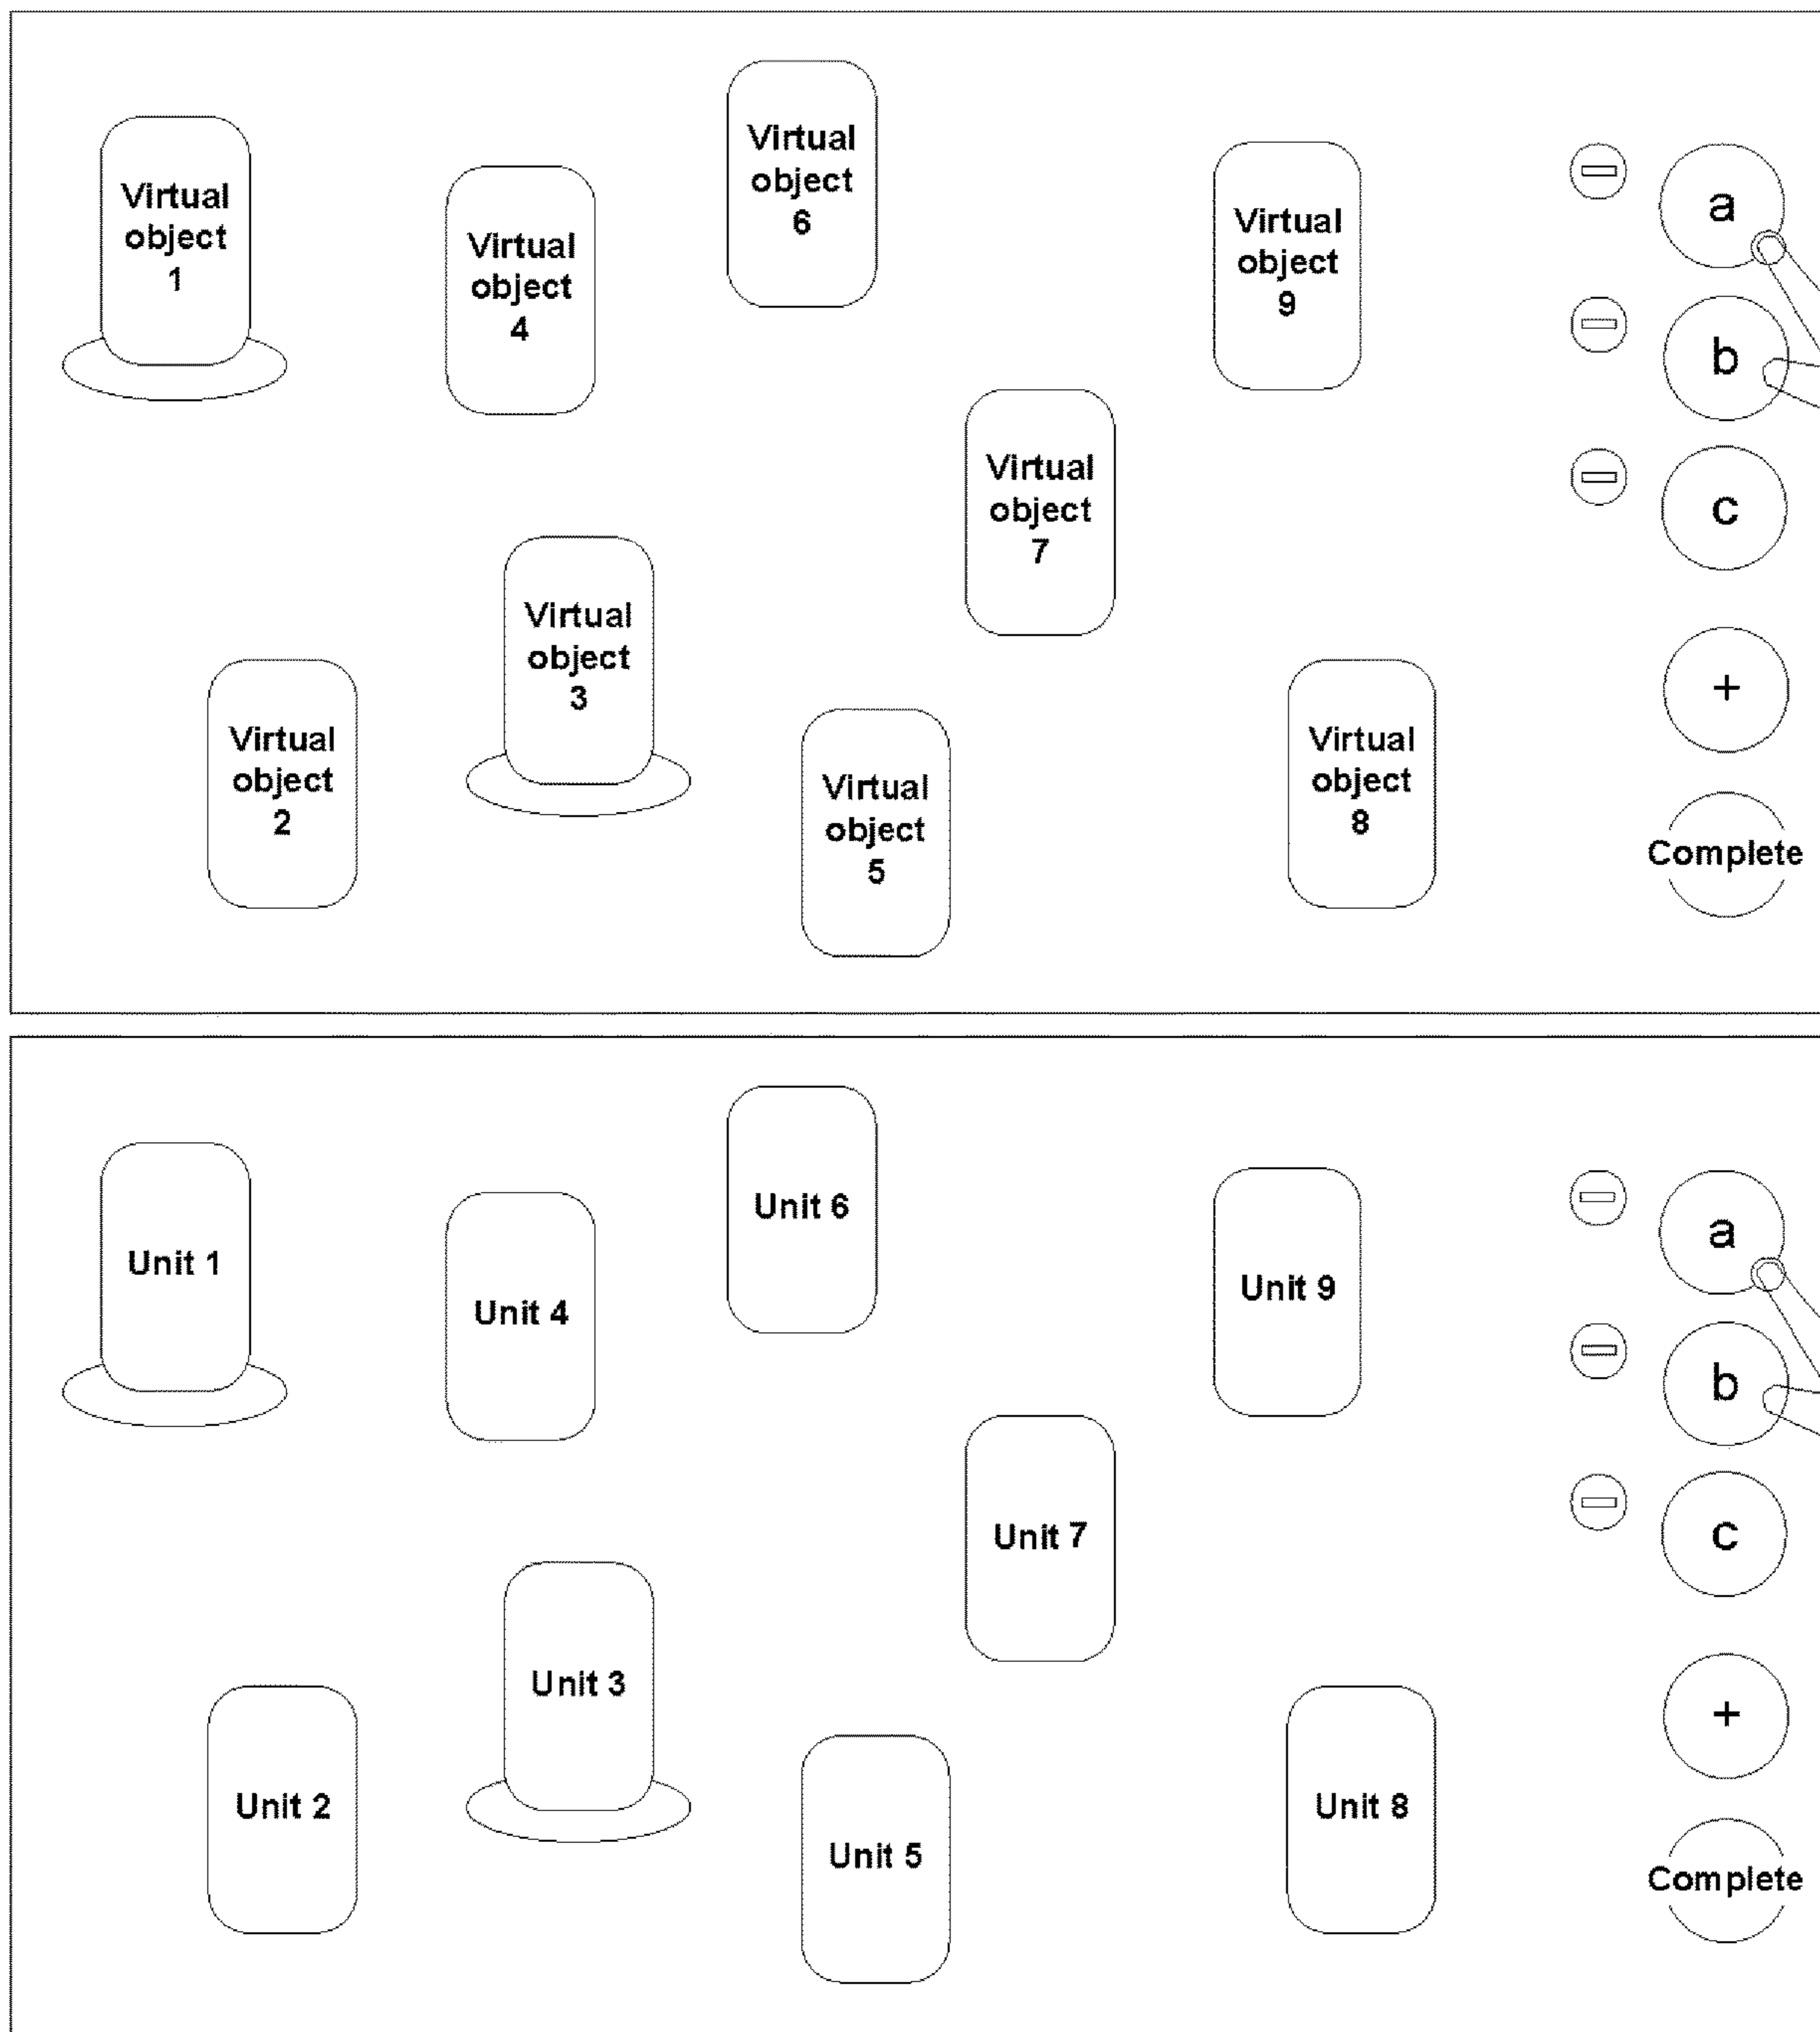 Virtual
object
1
Virtual
object
4
Virtual
object
6
Virtual
object
9
Virtual
object
7
Virtual
object
3
Virtual
object
2
Virtual
object
5
Virtual
object
8
a
b
c
+
Complete
Unit 1
Unit 4
Unit 6
Unit 9
Unit 7
Unit 3
Unit 2
Unit 5
Unit 8
a
b
c
+
Complete